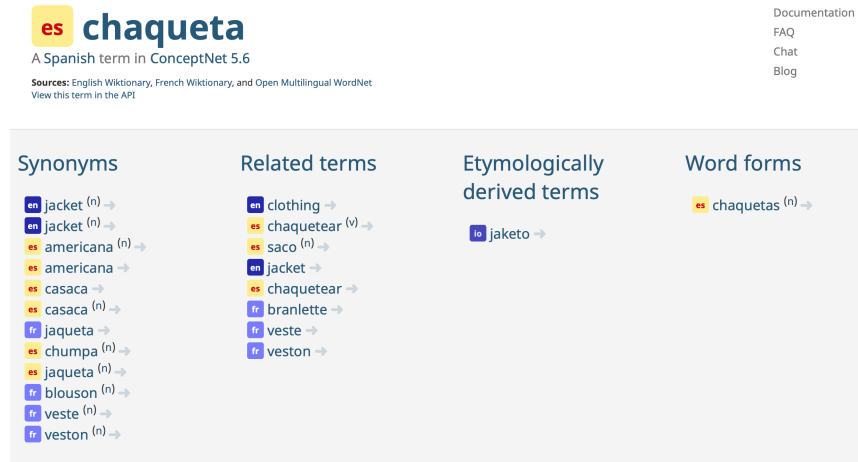 es chaqueta
A Spanish term in ConceptNet 5.6
Sources: English Wiktionary, French Wiktionary, and Open Multilingual WordNet
View this term in the API
Documentation
FAQ
Chat
Blog
Synonyms
en jacket (n) ➜
en jacket (n) ➜
es americana (n) ➜
es americana ➜
es casaca ➜
es casaca (n) ➜
fr jaqueta ➜
es chumpa (n) ➜
es jaqueta (n) ➜
fr blouson (n) ➜
fr veste (n) ➜
fr veston (n) ➜
Related terms
en clothing ➜
es chaquetear (v) ➜
es saco (n) ➜
en jacket ➜
es chaquetear ➜
fr branlette ➜
fr veste ➜
fr veston ➜
Etymologically
derived terms
io jaketo ➜
Word forms
es chaquetas (n) ➜